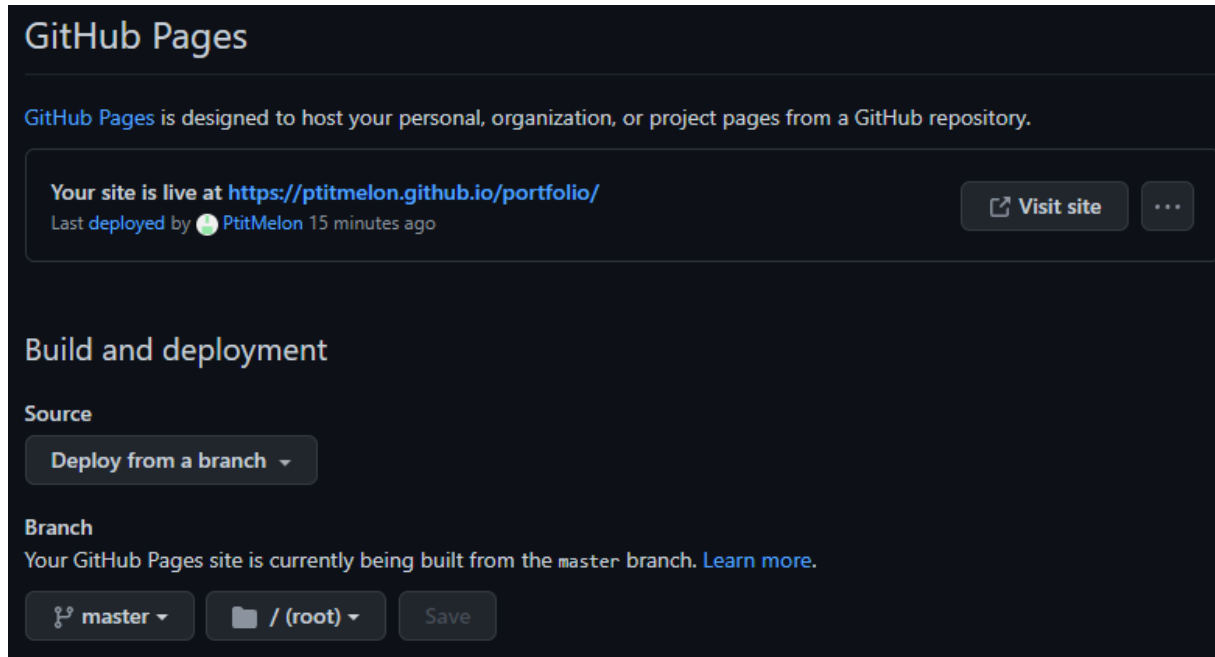 GitHub Pages
GitHub Pages is designed to host your personal, organization, or project pages from a GitHub repository.
Your site is live at https://ptitmelon.github.io/portfolio/
Visit site
Last deployed by PtitMelon 15 minutes ago
Build and deployment
Source
Deploy from a branch
Branch
Your GitHub Pages site is currently being built from the master branch. Learn more.
master / (root) Save